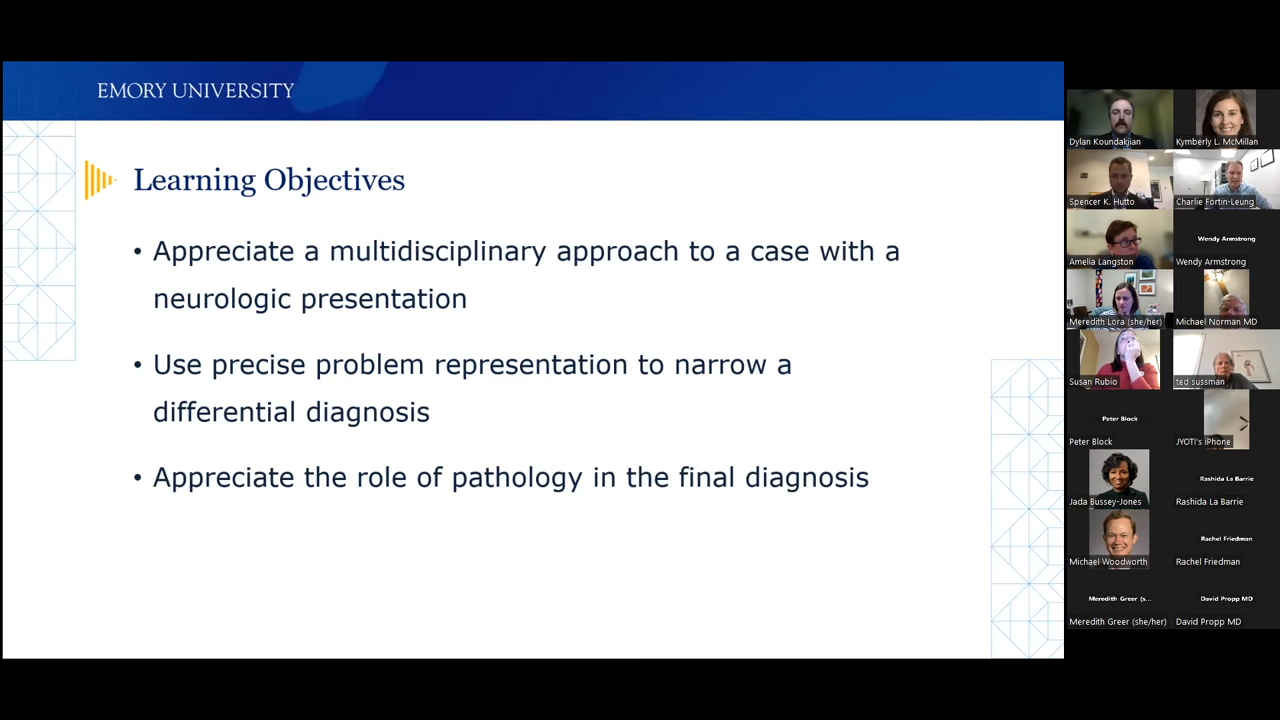 EMORY UNIVERSITY
Learning Objectives
• Appreciate a multidisciplinary approach to a case with a
neurologic presentation
• Use precise problem representation to narrow a
differential diagnosis
• Appreciate the role of pathology in the final diagnosis
Dylan Koundakjian
Kymberly L. McMillan
Spencer K. Hutto
Charlie Fortin-Leung
Amelia Langston
Wendy Armstrong
Wendy Armstrong
Meredith Lora (she/her)
Michael Norman MD
Susan Rubio
ted sussman
Peter Block
Peter Block
JYOTI's iPhone
Jada Bussey-Jones
Rashida La Barrie
Rashida La Barrie
Michael Woodworth
Rachel Friedman
Rachel Friedman
Meredith Greer (s...
Meredith Greer (she/her)
David Propp MD
David Propp MD